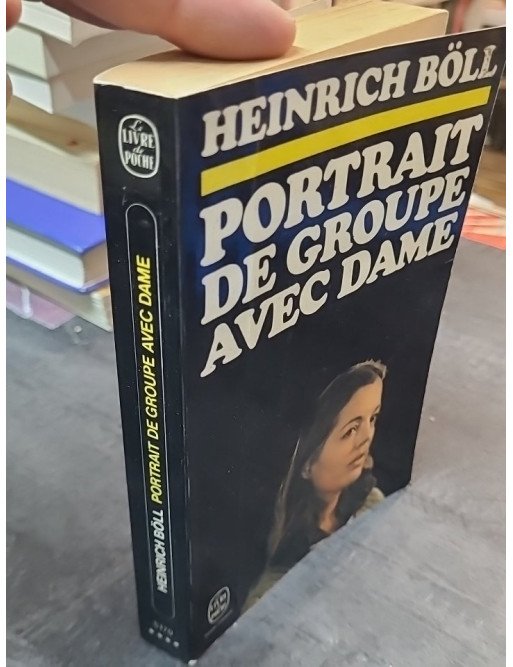 HEINRICH BÖLL
PORTRAIT
DE GROUPE
AVEC DAME
Le
LIVRE
de
POCHE
HEINRICH BÖLL PORTRAIT DE GROUPE AVEC DAME